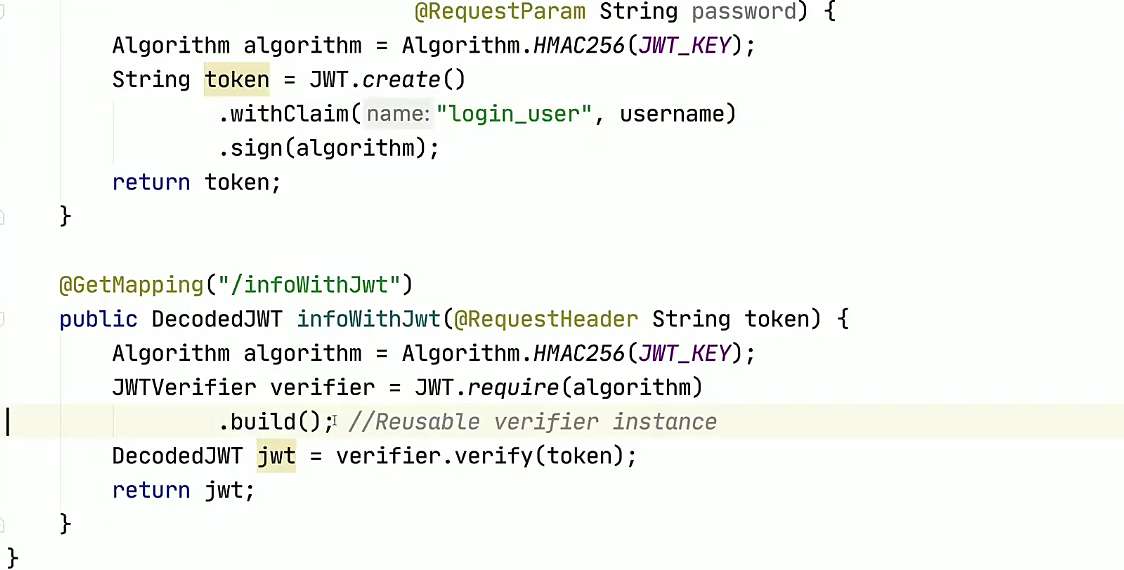 @RequestParam String password) {
Algorithm algorithm = Algorithm.HMAC256(JWT_KEY);
String token = JWT.create()
.withClaim( name: "login_user", username)
.sign(algorithm);
return token;
}
@GetMapping("/infoWithJwt")
public DecodedJWT infoWithJwt(@RequestHeader String token) {
Algorithm algorithm = Algorithm.HMAC256(JWT_KEY);
JWTVerifier verifier = JWT.require(algorithm)
.build(); //Reusable verifier instance
DecodedJWT jwt = verifier.verify(token);
return jwt;
}
}